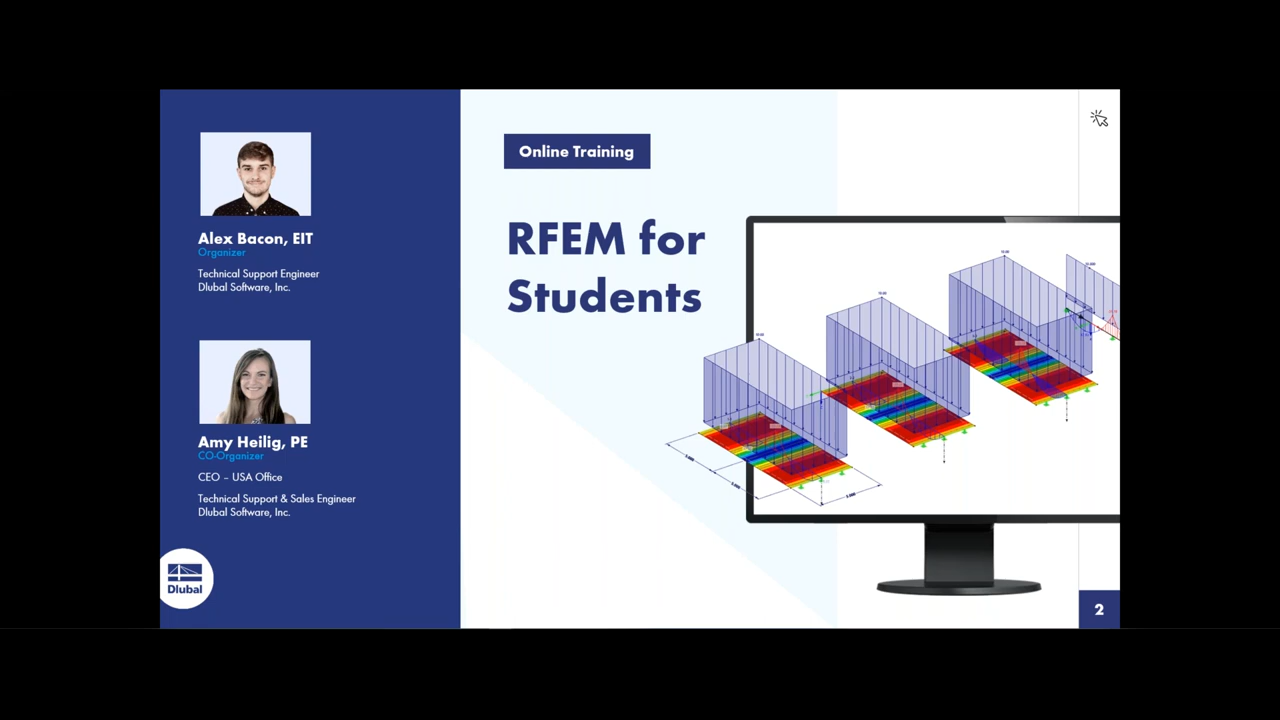 Alex Bacon, EIT
Organizer
Technical Support Engineer
Dlubal Software, Inc.
Amy Heilig, PE
CO-Organizer
CEO – USA Office
Technical Support & Sales Engineer
Dlubal Software, Inc.
Dlubal
Online Training
RFEM for
Students
2